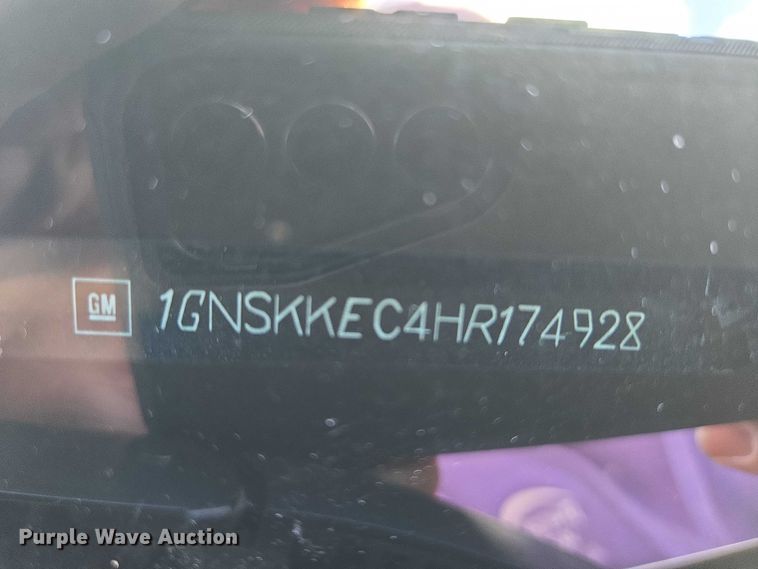 GM 1GNSKKEC4HR174928
Purple Wave Auction